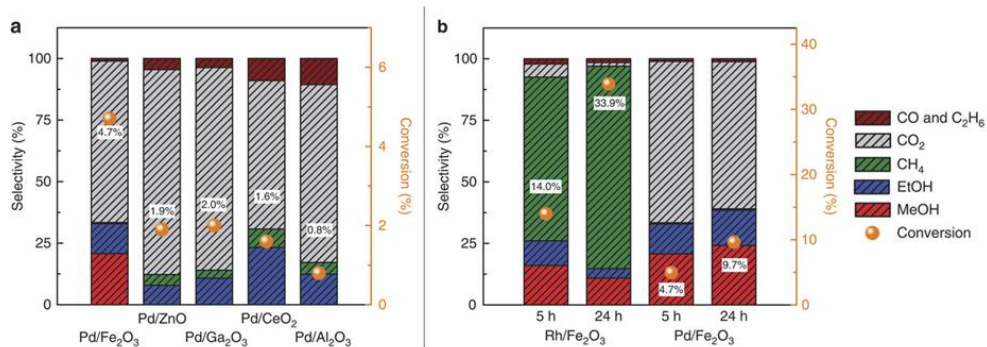 a
100
75
50
25
0
Selectivity (%)
4.7%
1.9%
2.0%
1.6%
0.8%
6
4
2
0
Conversion (%)
Pd/ZnO Pd/CeO2
Pd/Fe2O3 Pd/Ga2O3 Pd/Al2O3
b
100
75
50
25
0
Selectivity (%)
14.0%
33.9%
4.7%
9.7%
40
30
20
10
0
Conversion (%)
5 h 24 h 5 h 24 h
Rh/Fe2O3 Pd/Fe2O3
CO and C2H6
CO2
CH4
EtOH
MeOH
Conversion